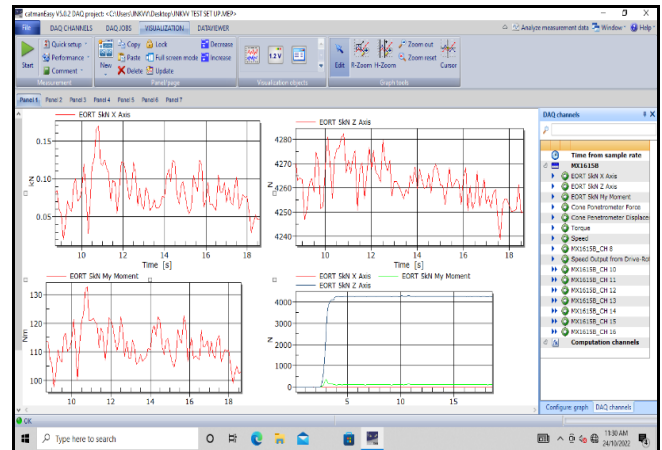 catmanEasy V5.0.2 DAQ project: <C:\Users\JNKVV\Desktop\JNKVV TEST SET UP.MEP>
File DAQ CHANNELS DAQ JOBS VISUALIZATION DATAVIEWER Analyze measurement data Window Help
Start
Quick setup
Performance
Comment
Measurement
New
Copy
Paste
Delete
Lock
Full screen mode
Update
Decrease
Increase
Panel/page
1.2 V
Visualization objects
Edit R-Zoom H-Zoom
Zoom out
Zoom reset
Cursor
Graph tools
Panel 1 Panel 2 Panel 3 Panel 4 Panel 5 Panel 6 Panel 7
EORT 5kN X Axis
kN
0.15
0.10
0.05
10 12 14 16 18
Time [s]
EORT 5kN Z Axis
N
4280
4270
4260
4250
4240
10 12 14 16 18
Time [s]
EORT 5kN My Moment
Nm
130
120
110
100
10 12 14 16 18
EORT 5kN X Axis EORT 5kN My Moment
EORT 5kN Z Axis
N
4000
3000
2000
1000
0
5 10 15
DAQ channels
Time from sample rate
MX1615B
EORT 5kN X Axis
EORT 5kN Z Axis
EORT 5kN My Moment
Cone Penetrometer Force
Cone Penetrometer Displace
Torque
Speed
MX1615B_CH 8
Speed Output from Drive-Rot
MX1615B_CH 10
MX1615B_CH 11
MX1615B_CH 12
MX1615B_CH 13
MX1615B_CH 14
MX1615B_CH 15
MX1615B_CH 16
Computation channels
Configure graph DAQ channels
OK
Type here to search
11:30 AM
24/10/2022